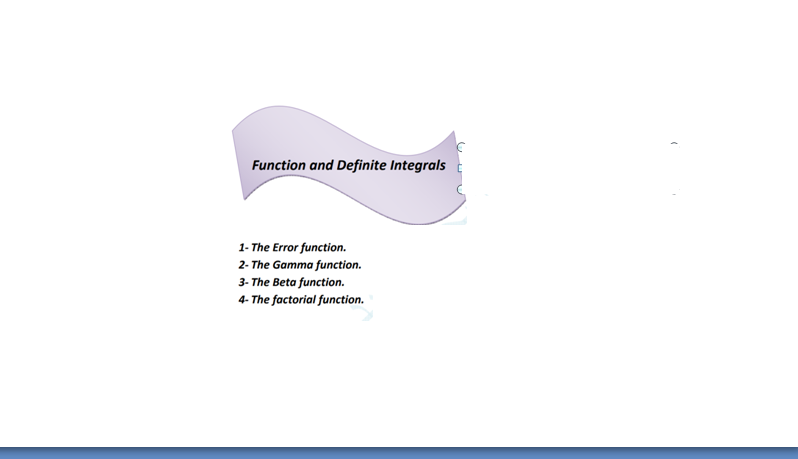 Function and Definite Integrals
1- The Error function.
2- The Gamma function.
3- The Beta function.
4- The factorial function.